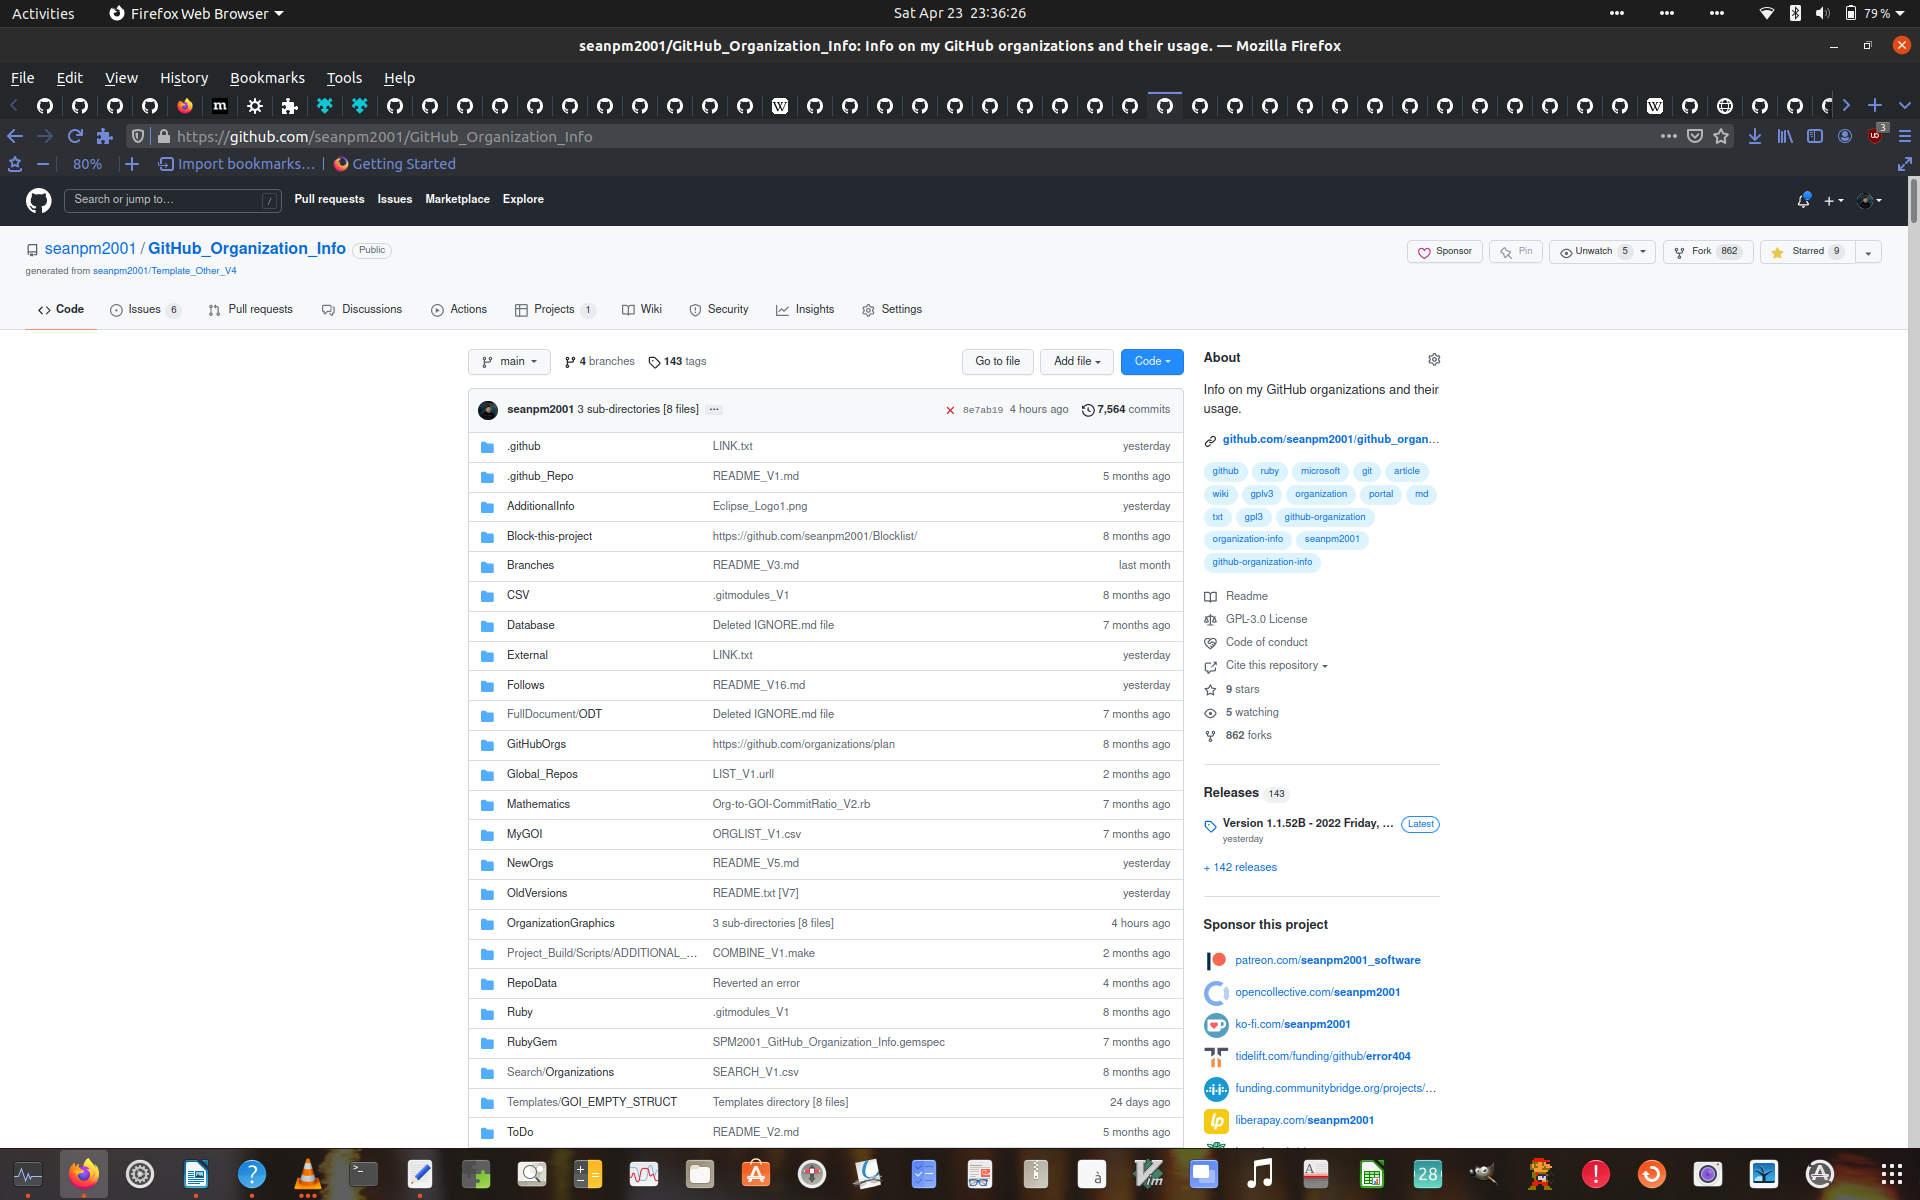 Activities
Firefox Web Browser
Sat Apr 23 23:36:26
79 %
seanpm2001/GitHub_Organization_Info: Info on my GitHub organizations and their usage. — Mozilla Firefox
File Edit View History Bookmarks Tools Help
https://github.com/seanpm2001/GitHub_Organization_Info
3
80% Import bookmarks... Getting Started
Search or jump to... /
Pull requests Issues Marketplace Explore
seanpm2001 / GitHub_Organization_Info Public
generated from seanpm2001/Template_Other_V4
Sponsor Pin Unwatch 5 Fork 862 Starred 9
Code Issues 6 Pull requests Discussions Actions Projects 1 Wiki Security Insights Settings
main 4 branches 143 tags Go to file Add file Code
seanpm2001 3 sub-directories [8 files] ... 8e7ab19 4 hours ago 7,564 commits
.github LINK.txt yesterday
.github_Repo README_V1.md 5 months ago
AdditionalInfo Eclipse_Logo1.png yesterday
Block-this-project https://github.com/seanpm2001/Blocklist/ 8 months ago
Branches README_V3.md last month
CSV .gitmodules_V1 8 months ago
Database Deleted IGNORE.md file 7 months ago
External LINK.txt yesterday
Follows README_V16.md yesterday
FullDocument/ODT Deleted IGNORE.md file 7 months ago
GitHubOrgs https://github.com/organizations/plan 8 months ago
Global_Repos LIST_V1.urll 2 months ago
Mathematics Org-to-GOI-CommitRatio_V2.rb 7 months ago
MyGOI ORGLIST_V1.csv 7 months ago
NewOrgs README_V5.md yesterday
OldVersions README.txt [V7] yesterday
OrganizationGraphics 3 sub-directories [8 files] 4 hours ago
Project_Build/Scripts/ADDITIONAL_... COMBINE_V1.make 2 months ago
RepoData Reverted an error 4 months ago
Ruby .gitmodules_V1 8 months ago
RubyGem SPM2001_GitHub_Organization_Info.gemspec 7 months ago
Search/Organizations SEARCH_V1.csv 8 months ago
Templates/GOI_EMPTY_STRUCT Templates directory [8 files] 24 days ago
ToDo README_V2.md 5 months ago
About
Info on my GitHub organizations and their
usage.
github.com/seanpm2001/github_organ...
github ruby microsoft git article
wiki gplv3 organization portal md
txt gpl3 github-organization
organization-info seanpm2001
github-organization-info
Readme
GPL-3.0 License
Code of conduct
Cite this repository
9 stars
5 watching
862 forks
Releases 143
Version 1.1.52B - 2022 Friday, ... Latest
yesterday
+ 142 releases
Sponsor this project
patreon.com/seanpm2001_software
opencollective.com/seanpm2001
ko-fi.com/seanpm2001
tidelift.com/funding/github/error404
funding.communitybridge.org/projects/...
lp liberapay.com/seanpm2001
28